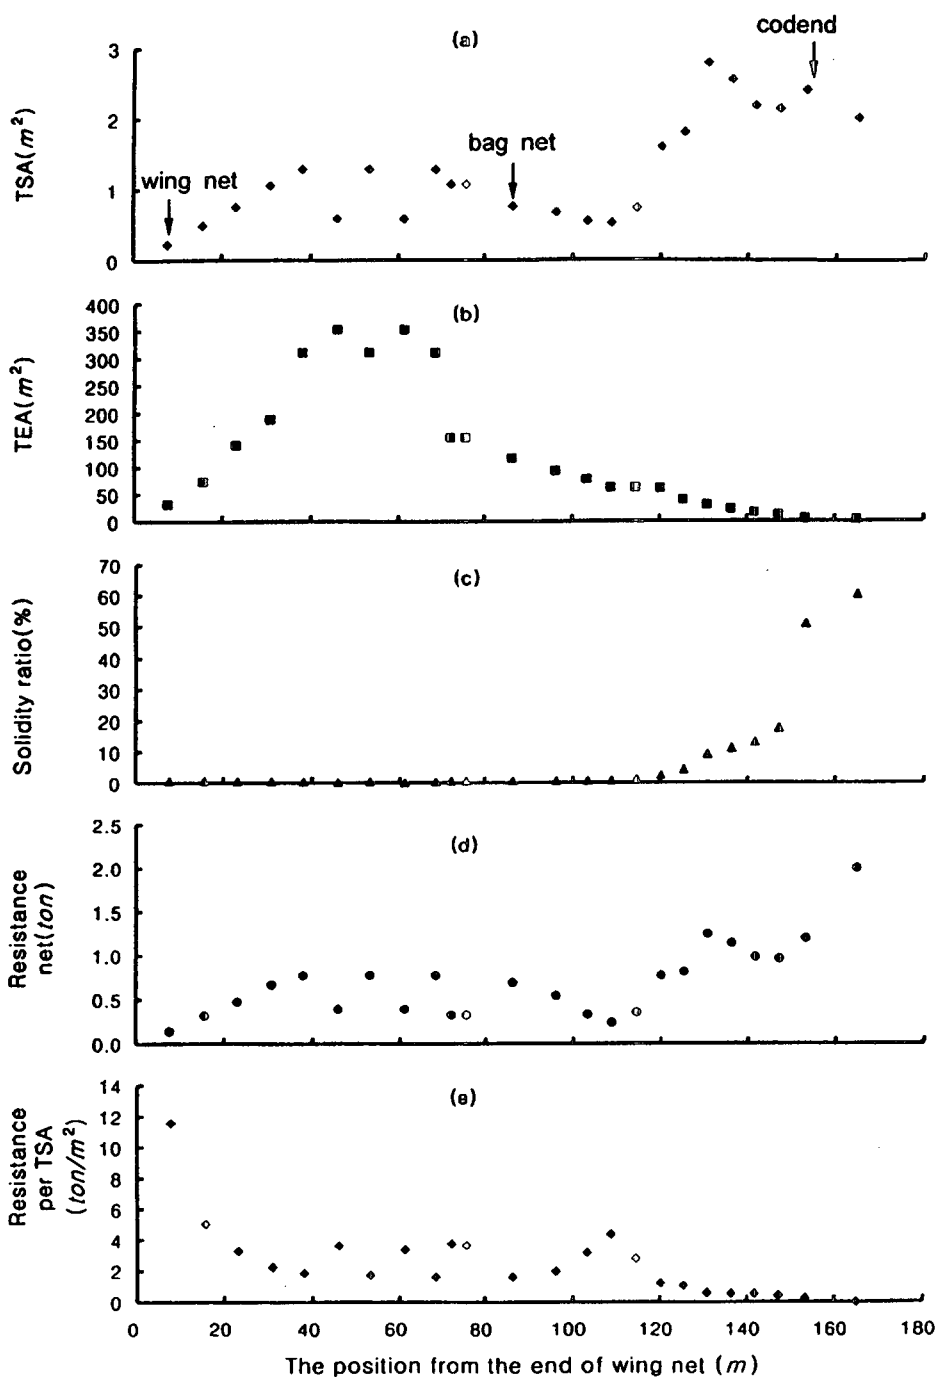 (a)
codend
3
2
1
0
TSA(m²)
wing net
bag net
(b)
400
350
300
250
200
150
100
50
0
TEA(m²)
(c)
70
60
50
40
30
20
10
0
Solidity ratio(%)
(d)
2.5
2.0
1.5
1.0
0.5
0.0
Resistance
net(ton)
(e)
14
12
10
8
6
4
2
0
Resistance
per TSA
(ton/m²)
0 20 40 60 80 100 120 140 160 180
The position from the end of wing net (m)